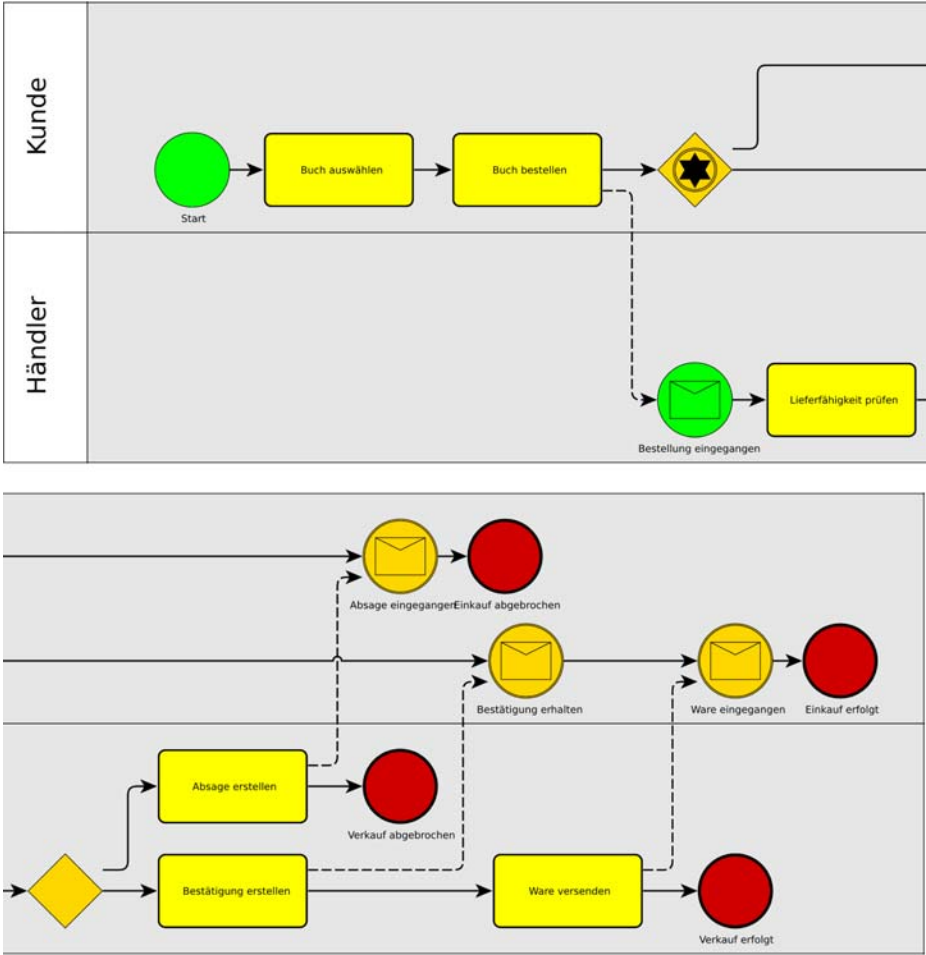 Kunde
Buch auswählen
Buch bestellen
Start
Händler
Lieferfähigkeit prüfen
Bestellung eingegangen
Absage eingegangen
Einkauf abgebrochen
Bestätigung erhalten
Ware eingegangen
Einkauf erfolgt
Absage erstellen
Verkauf abgebrochen
Bestätigung erstellen
Ware versenden
Verkauf erfolgt